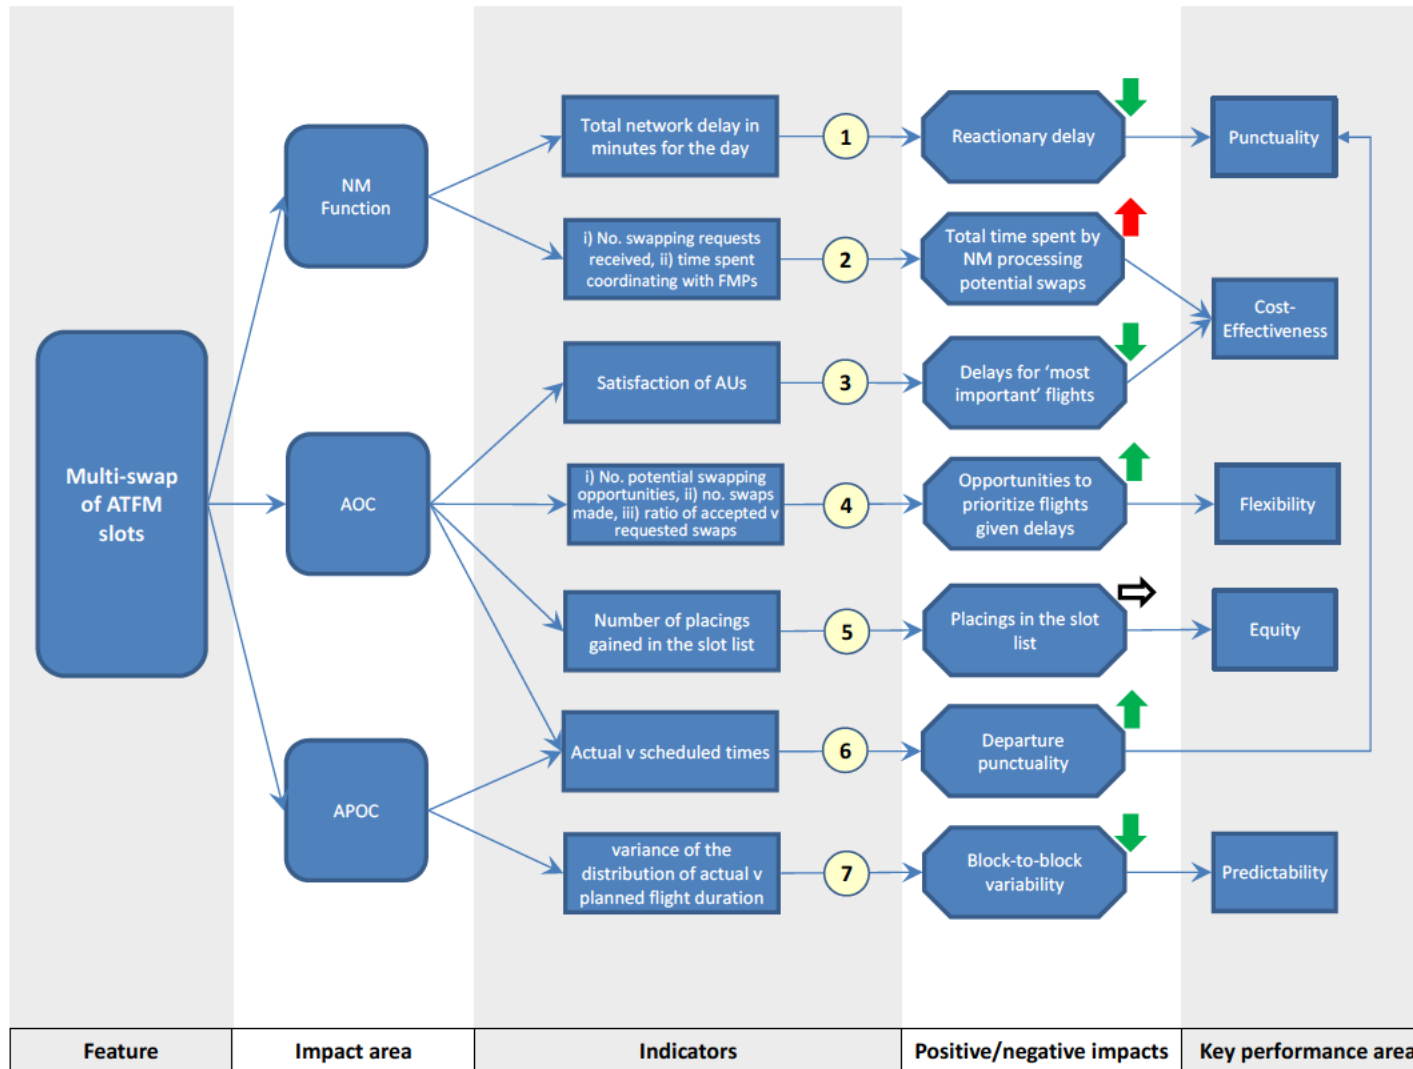 Multi-swap
of ATFM
slots
NM
Function
AOC
APOC
Total network delay in
minutes for the day
1
Reactionary delay
Punctuality
i) No. swapping requests
received, ii) time spent
coordinating with FMPs
2
Total time spent by
NM processing
potential swaps
Cost-
Effectiveness
Satisfaction of AUs
3
Delays for ‘most
important’ flights
i) No. potential swapping
opportunities, ii) no. swaps
made, iii) ratio of accepted v
requested swaps
4
Opportunities to
prioritize flights
given delays
Flexibility
Number of placings
gained in the slot list
5
Placings in the slot
list
Equity
Actual v scheduled times
6
Departure
punctuality
variance of the
distribution of actual v
planned flight duration
7
Block-to-block
variability
Predictability
Feature
Impact area
Indicators
Positive/negative impacts
Key performance area